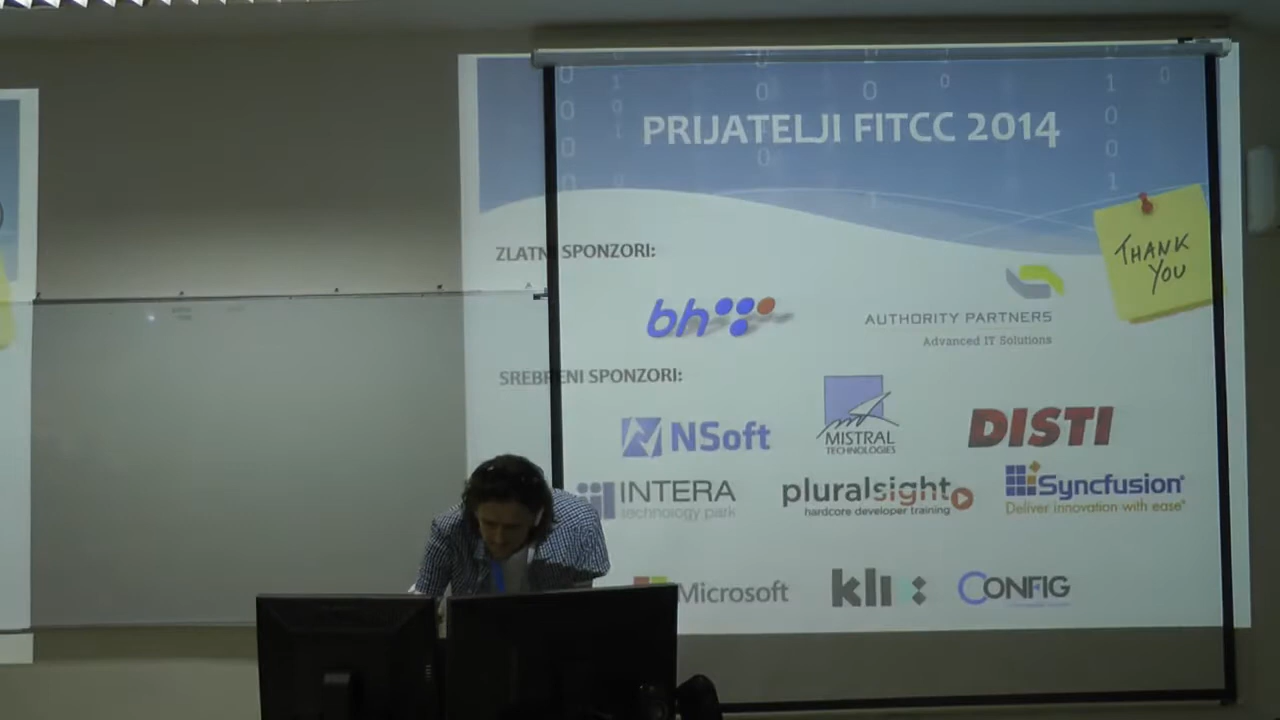 PRIJATELJI FITCC 2014
THANK
YOU
ZLATNI SPONZORI:
bh
AUTHORITY PARTNERS
Advanced IT Solutions
SREBRENI SPONZORI:
NSoft
MISTRAL
TECHNOLOGIES
DISTI
INTERA
technology park
pluralsight
hardcore developer training
Syncfusion
Deliver innovation with ease
Microsoft
klix
CONFIG